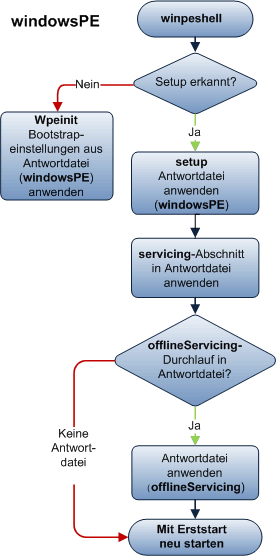 windowsPE
winpeshell
Setup erkannt?
Nein
Ja
Wpeinit
Bootstrap-
einstellungen aus
Antwortdatei
(windowsPE)
anwenden
setup
Antwortdatei
anwenden
(windowsPE)
servicing-Abschnitt
in Antwortdatei
anwenden
offlineServicing-
Durchlauf in
Antwortdatei?
Keine
Antwort-
datei
Ja
Antwortdatei
anwenden
(offlineServicing)
Mit Erststart
neu starten